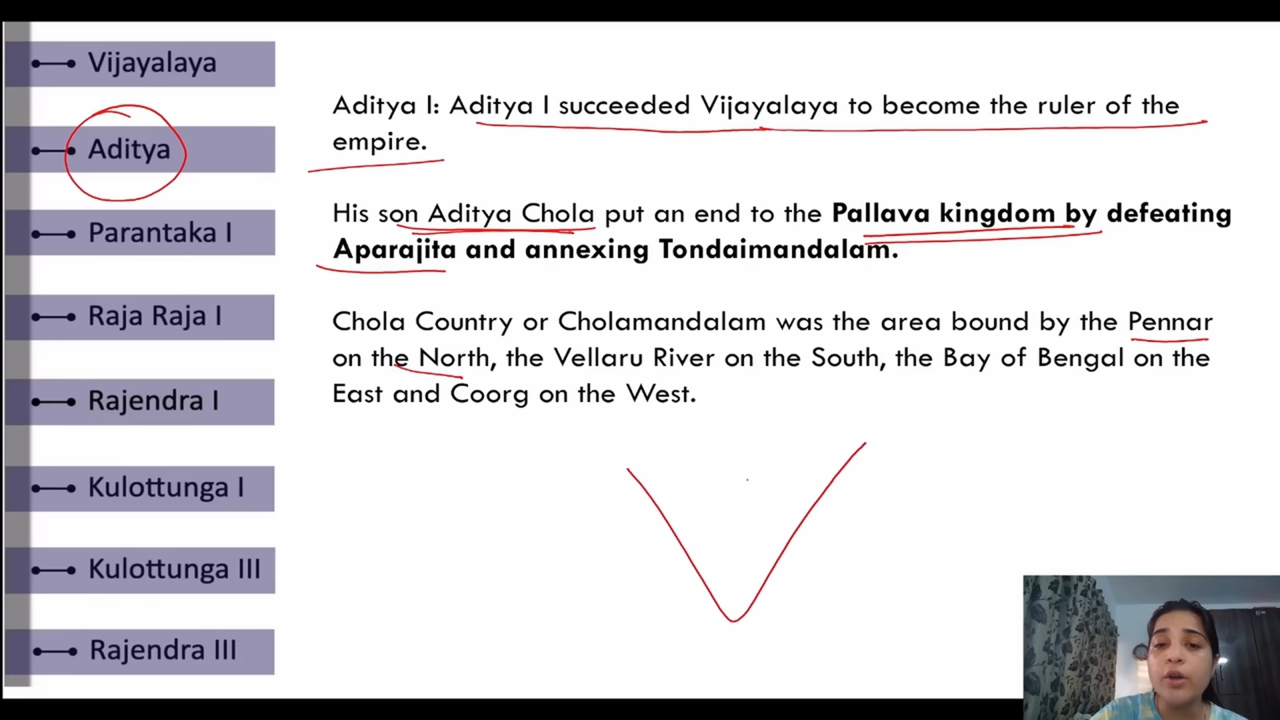 Vijayalaya
Aditya
Parantaka I
Raja Raja I
Rajendra I
Kulottunga I
Kulottunga III
Rajendra III
Aditya I: Aditya I succeeded Vijayalaya to become the ruler of the
empire.
His son Aditya Chola put an end to the Pallava kingdom by defeating
Aparajita and annexing Tondaimandalam.
Chola Country or Cholamandalam was the area bound by the Pennar
on the North, the Vellaru River on the South, the Bay of Bengal on the
East and Coorg on the West.